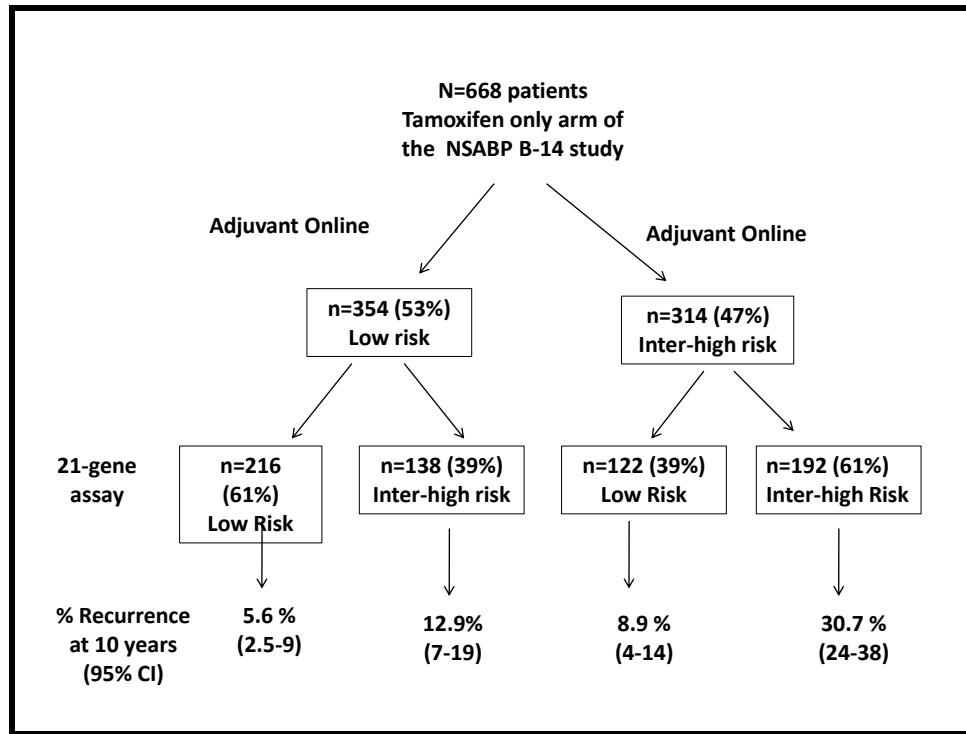 N=668 patients
Tamoxifen only arm of
the NSABP B-14 study
Adjuvant Online
Adjuvant Online
n=354 (53%)
Low risk
n=314 (47%)
Inter-high risk
21-gene
assay
n=216
(61%)
Low Risk
n=138 (39%)
Inter-high risk
n=122 (39%)
Low Risk
n=192 (61%)
Inter-high Risk
% Recurrence
at 10 years
(95% CI)
5.6 %
(2.5-9)
12.9%
(7-19)
8.9 %
(4-14)
30.7 %
(24-38)